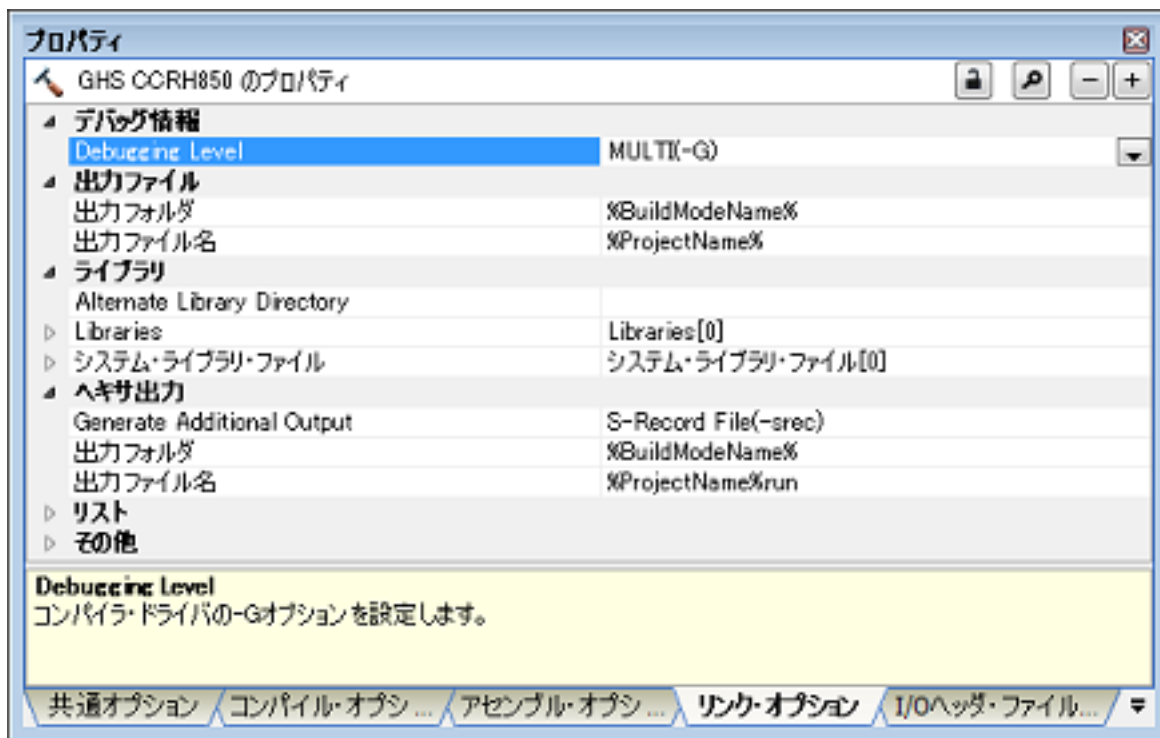 プロパティ
GHS CCRH850 のプロパティ
デバッグ情報
Debugging Level MULTI(-G)
出力ファイル
出力フォルダ %BuildModeName%
出力ファイル名 %ProjectName%
ライブラリ
Alternate Library Directory
Libraries Libraries[0]
システム・ライブラリ・ファイル システム・ライブラリ・ファイル[0]
ヘキサ出力
Generate Additional Output S-Record File(-srec)
出力フォルダ %BuildModeName%
出力ファイル名 %ProjectName%run
リスト
その他
Debugging Level
コンパイラ・ドライバの-Gオプションを設定します。
共通オプション コンパイル・オプシ ... アセンブル・オプシ ... リンク・オプション I/Oヘッダ・ファイル...